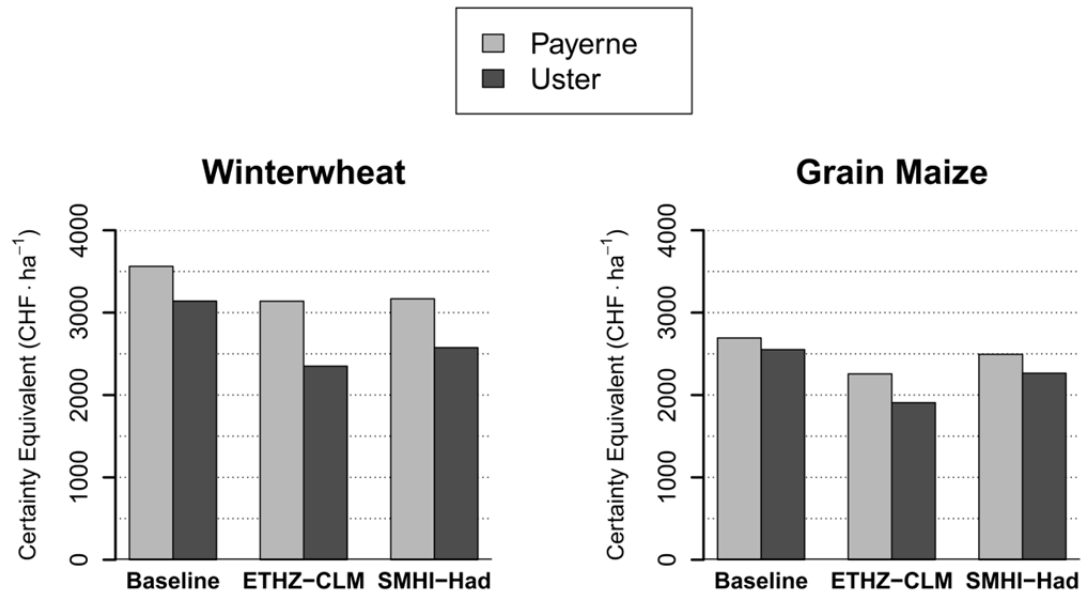 Payerne
Uster
Winterwheat
Certainty Equivalent (CHF · ha⁻¹)
4000
3000
2000
1000
0
Baseline ETHZ−CLM SMHI−Had
Grain Maize
Certainty Equivalent (CHF · ha⁻¹)
4000
3000
2000
1000
0
Baseline ETHZ−CLM SMHI−Had